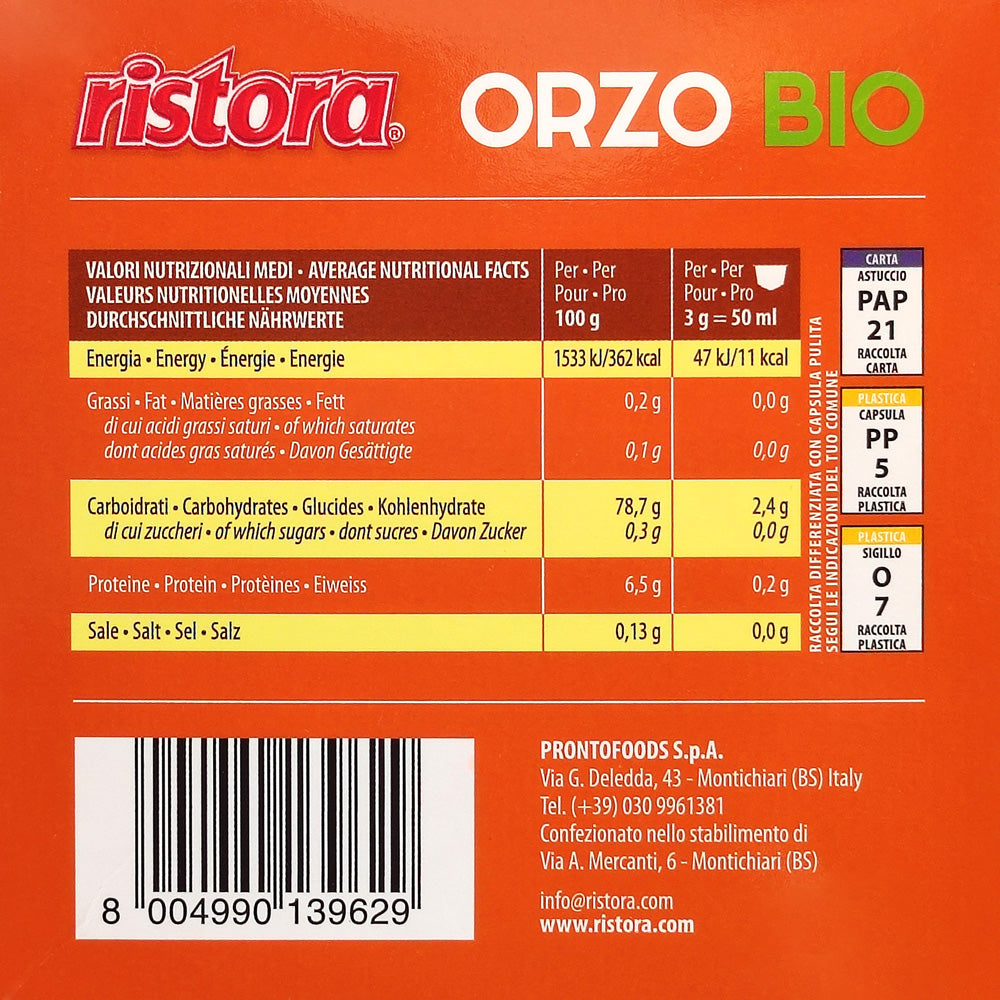 ristora®
ORZO BIO
VALORI NUTRIZIONALI MEDI • AVERAGE NUTRITIONAL FACTS
VALEURS NUTRITIONELLES MOYENNES
DURCHSCHNITTLICHE NÄHRWERTE
Per • Per
Pour • Pro
100 g
Per • Per
Pour • Pro
3 g = 50 ml
Energia • Energy • Énergie • Energie 1533 kJ/362 kcal 47 kJ/11 kcal
Grassi • Fat • Matières grasses • Fett 0,2 g 0,0 g
di cui acidi grassi saturi • of which saturates
dont acides gras saturés • Davon Gesättigte 0,1 g 0,0 g
Carboidrati • Carbohydrates • Glucides • Kohlenhydrate 78,7 g 2,4 g
di cui zuccheri • of which sugars • dont sucres • Davon Zucker 0,3 g 0,0 g
Proteine • Protein • Protèines • Eiweiss 6,5 g 0,2 g
Sale • Salt • Sel • Salz 0,13 g 0,0 g
RACCOLTA DIFFERENZIATA CON CAPSULA PULITA
SEGUI LE INDICAZIONI DEL TUO COMUNE
CARTA
ASTUCCIO
PAP
21
RACCOLTA
CARTA
PLASTICA
CAPSULA
PP
5
RACCOLTA
PLASTICA
PLASTICA
SIGILLO
O
7
RACCOLTA
PLASTICA
8 004990 139629
PRONTOFOODS S.p.A.
Via G. Deledda, 43 - Montichiari (BS) Italy
Tel. (+39) 030 9961381
Confezionato nello stabilimento di
Via A. Mercanti, 6 - Montichiari (BS)
info@ristora.com
www.ristora.com